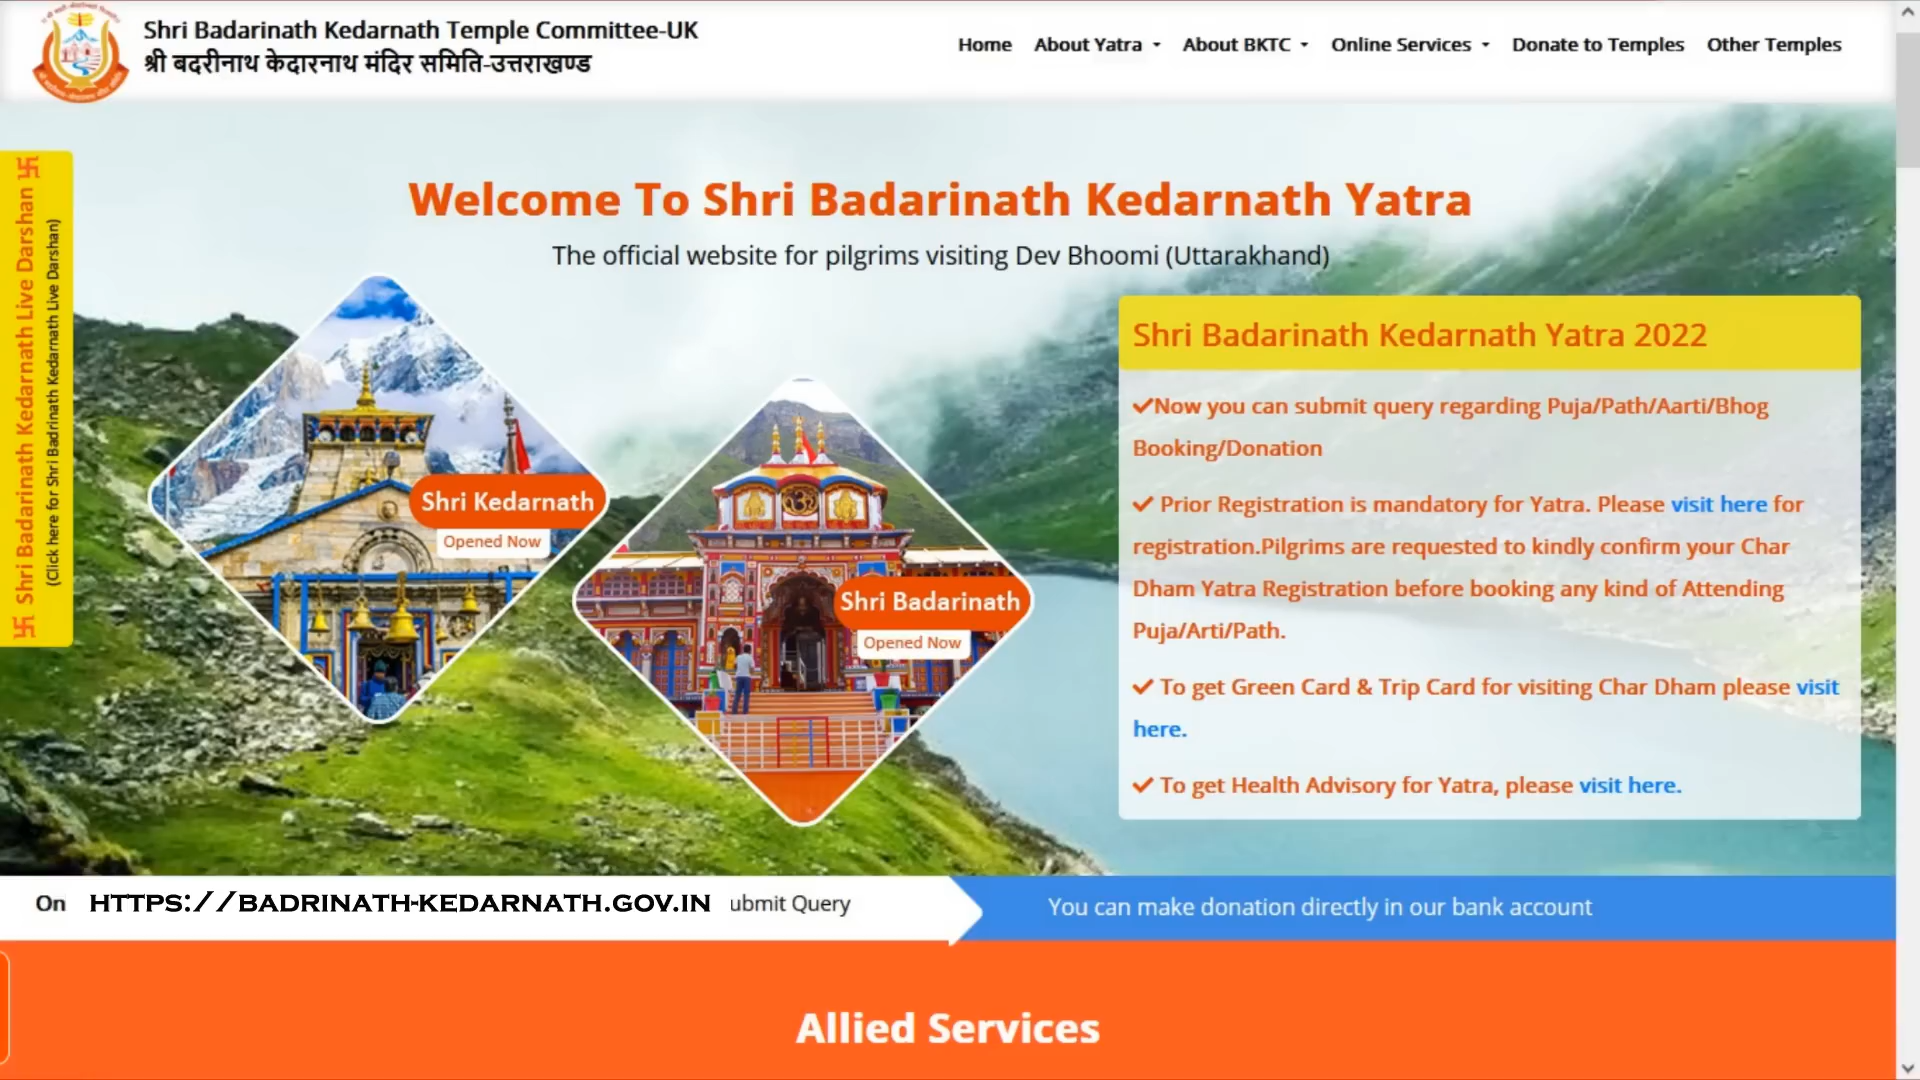 Shri Badarinath Kedarnath Temple Committee-UK
श्री बदरीनाथ केदारनाथ मंदिर समिति-उत्तराखण्ड
Home About Yatra About BKTC Online Services Donate to Temples Other Temples
卐 Shri Badarinath Kedarnath Live Darshan 卐
(Click here for Shri Badrinath Kedarnath Live Darshan)
Welcome To Shri Badarinath Kedarnath Yatra
The official website for pilgrims visiting Dev Bhoomi (Uttarakhand)
Shri Kedarnath
Opened Now
Shri Badarinath
Opened Now
Shri Badarinath Kedarnath Yatra 2022
✔Now you can submit query regarding Puja/Path/Aarti/Bhog
Booking/Donation
✔ Prior Registration is mandatory for Yatra. Please visit here for
registration.Pilgrims are requested to kindly confirm your Char
Dham Yatra Registration before booking any kind of Attending
Puja/Arti/Path.
✔ To get Green Card & Trip Card for visiting Char Dham please visit
here.
✔ To get Health Advisory for Yatra, please visit here.
On HTTPS://BADRINATH-KEDARNATH.GOV.IN ubmit Query
You can make donation directly in our bank account
Allied Services